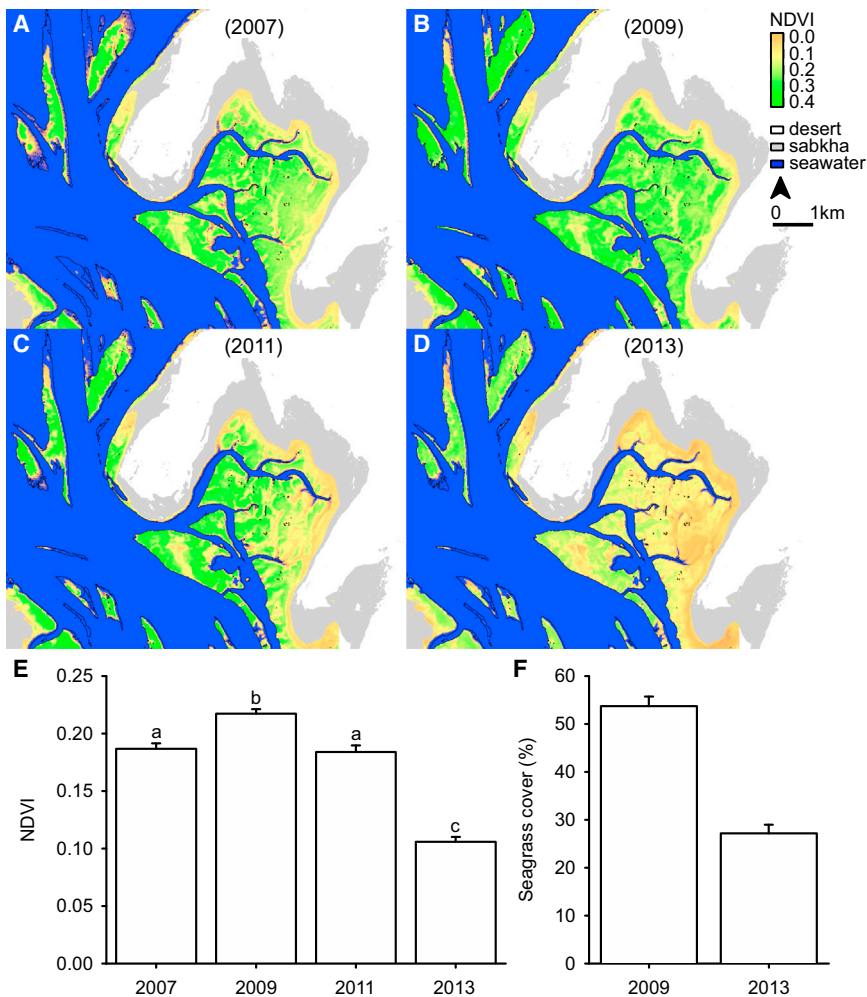 A (2007)
B (2009)
NDVI
0.0
0.1
0.2
0.3
0.4
desert
sabkha
seawater
0 1km
C (2011)
D (2013)
E
NDVI
0.25
0.20
0.15
0.10
0.05
0.00
a
b
a
c
2007 2009 2011 2013
F
Seagrass cover (%)
60
50
40
30
20
10
0
2009 2013